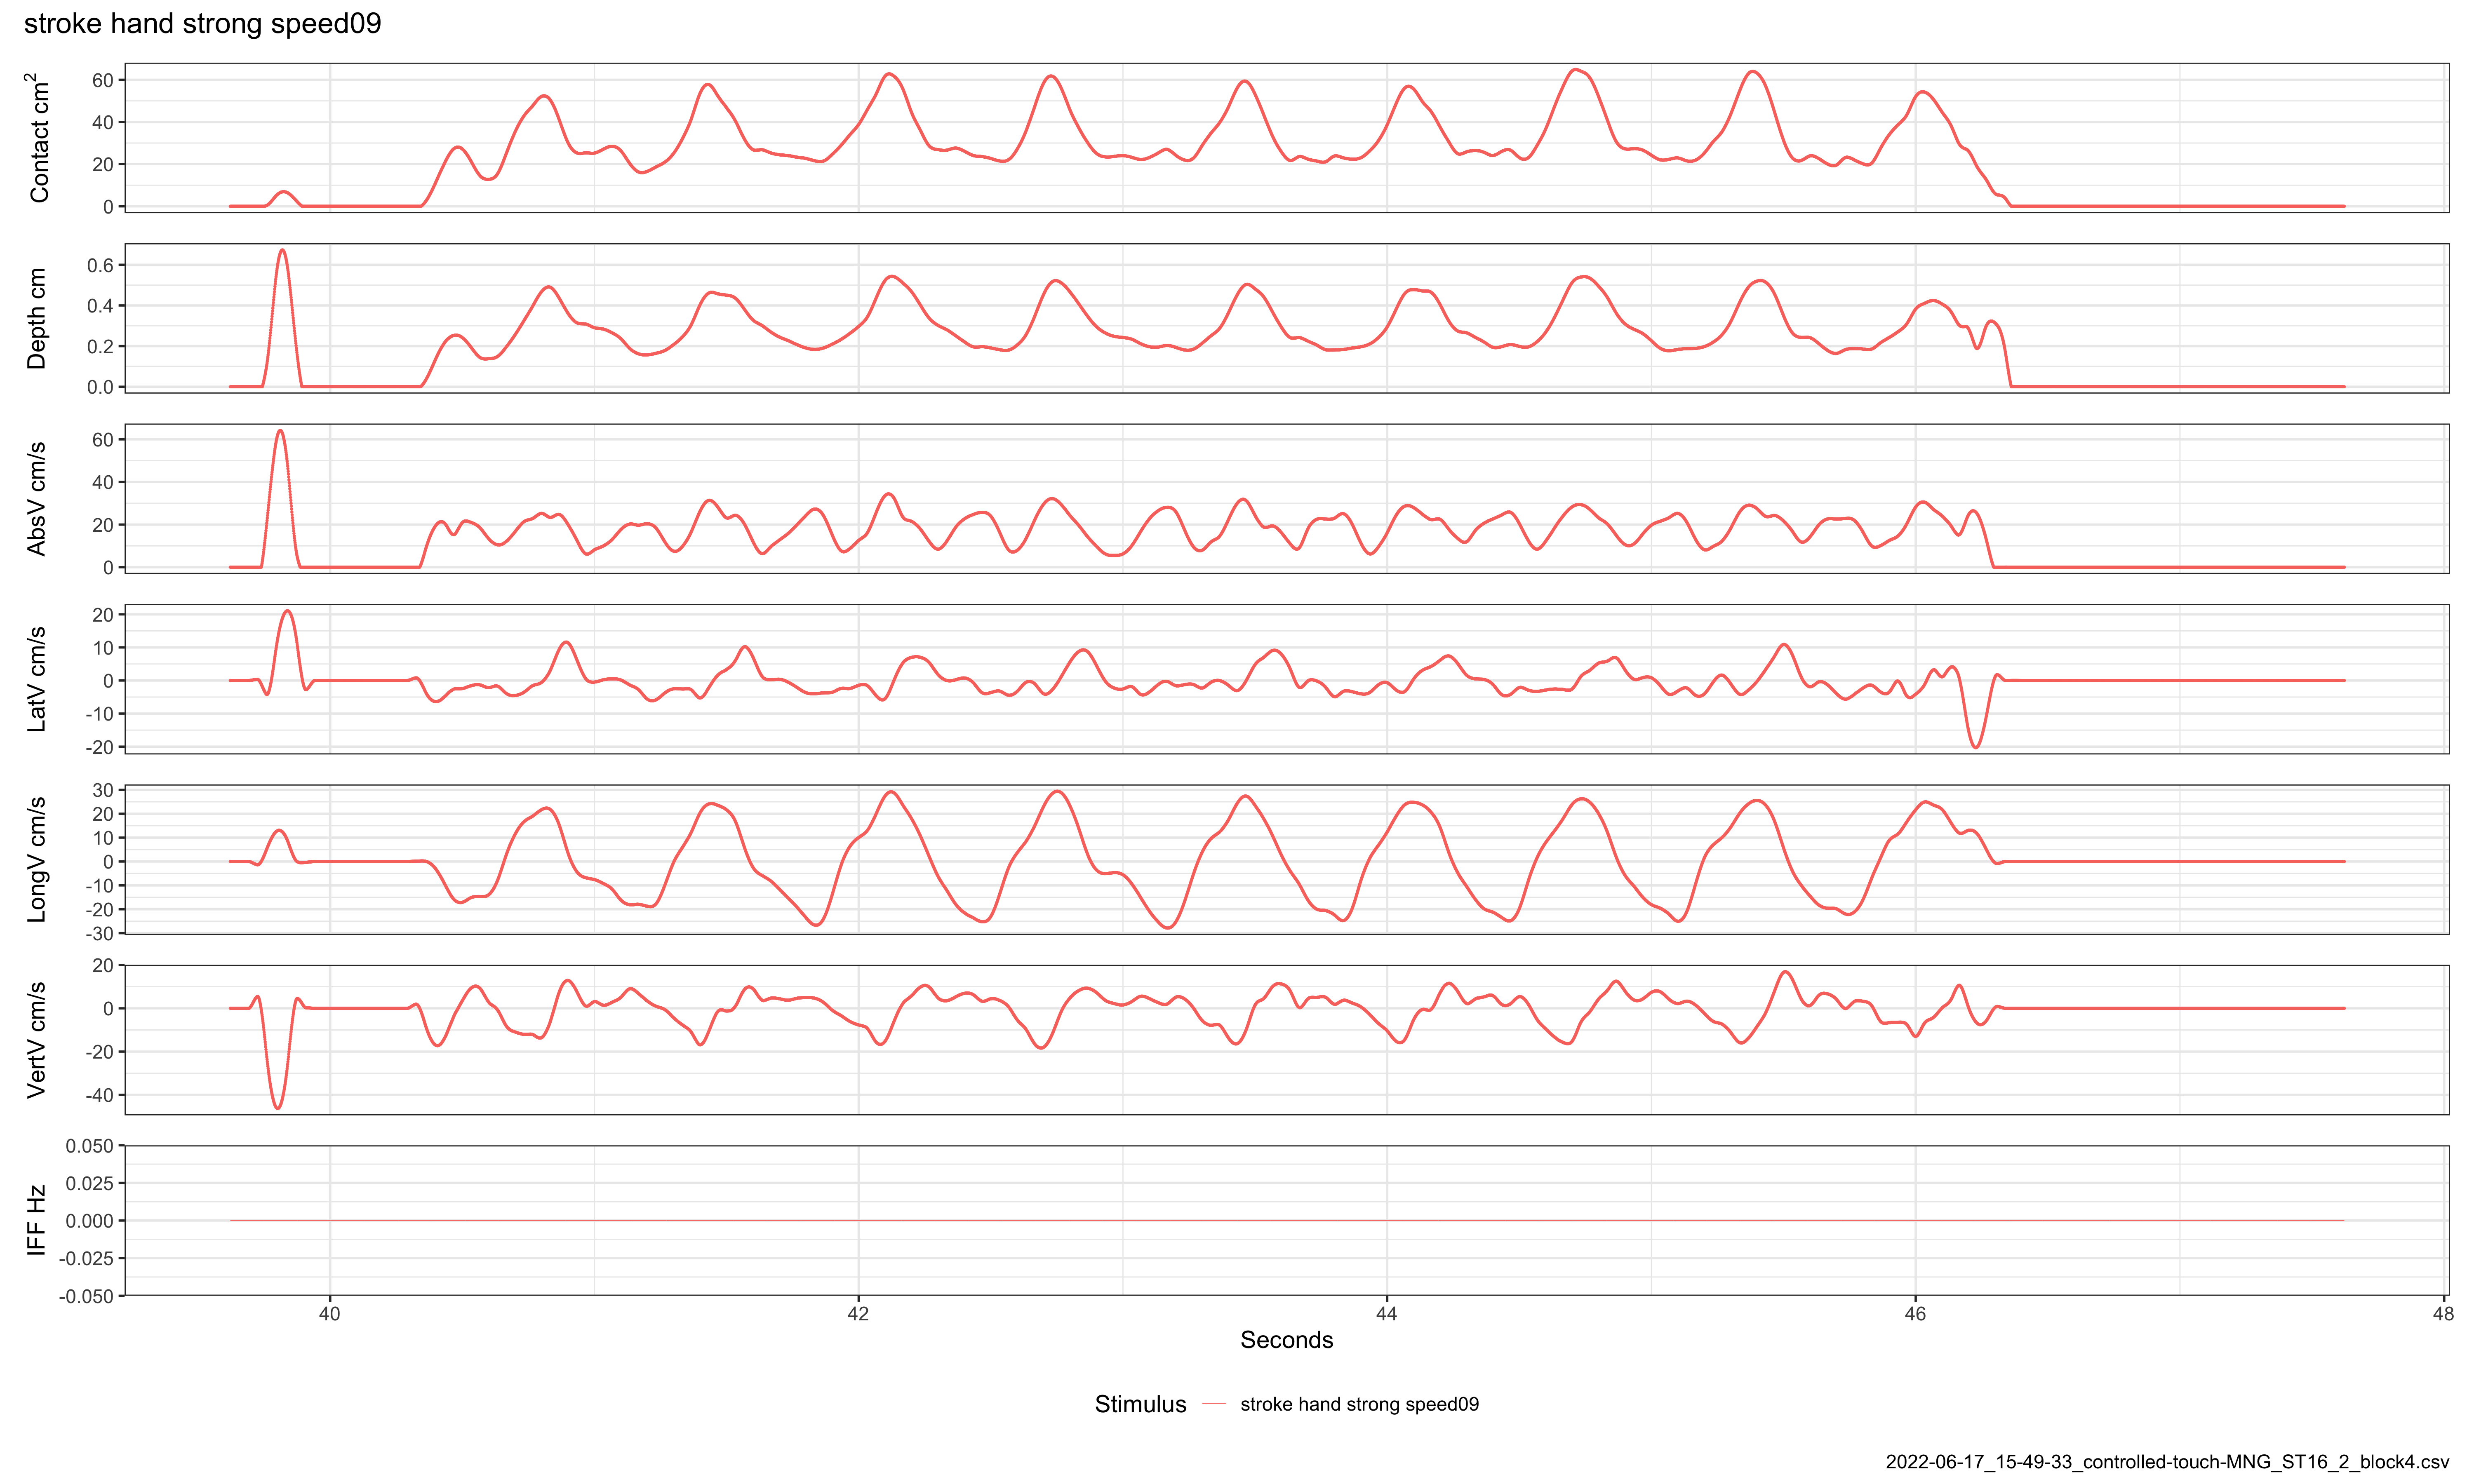 stroke hand strong speed09
Contact cm²
60
40
20
0
Depth cm
0.6
0.4
0.2
0.0
AbsV cm/s
60
40
20
0
LatV cm/s
20
10
0
-10
-20
LongV cm/s
30
20
10
0
-10
-20
-30
VertV cm/s
20
0
-20
-40
IFF Hz
0.050
0.025
0.000
-0.025
-0.050
40 42 44 46 48
Seconds
Stimulus stroke hand strong speed09
2022-06-17_15-49-33_controlled-touch-MNG_ST16_2_block4.csv